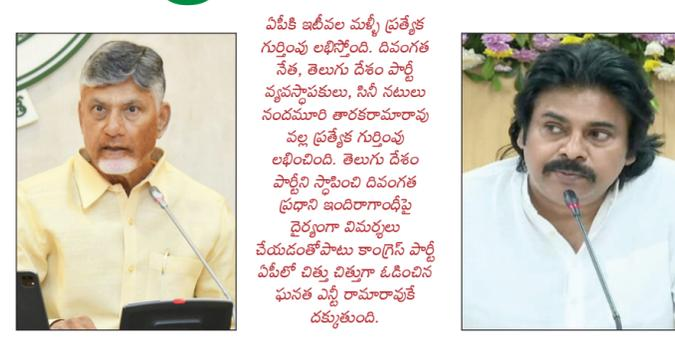 ఏపీకి ఇటీవల మళ్ళీ ప్రత్యేక
గుర్తింపు లభిస్తోంది. దివంగత
నేత, తెలుగు దేశం పార్టీ
వ్యవస్థాపకులు, సినీ నటులు
నందమూరి తారకరామారావు
వల్ల ప్రత్యేక గుర్తింపు
లభించింది. తెలుగు దేశం
పార్టీని స్థాపించి దివంగత
ప్రధాని ఇందిరాగాంధీపై
ధైర్యంగా విమర్శలు
చేయడంతోపాటు కాంగ్రెస్ పార్టీ
ఏపీలో చిత్తు చిత్తుగా ఓడించిన
ఘనత ఎన్టీ రామారావుకే
దక్కుతుంది.